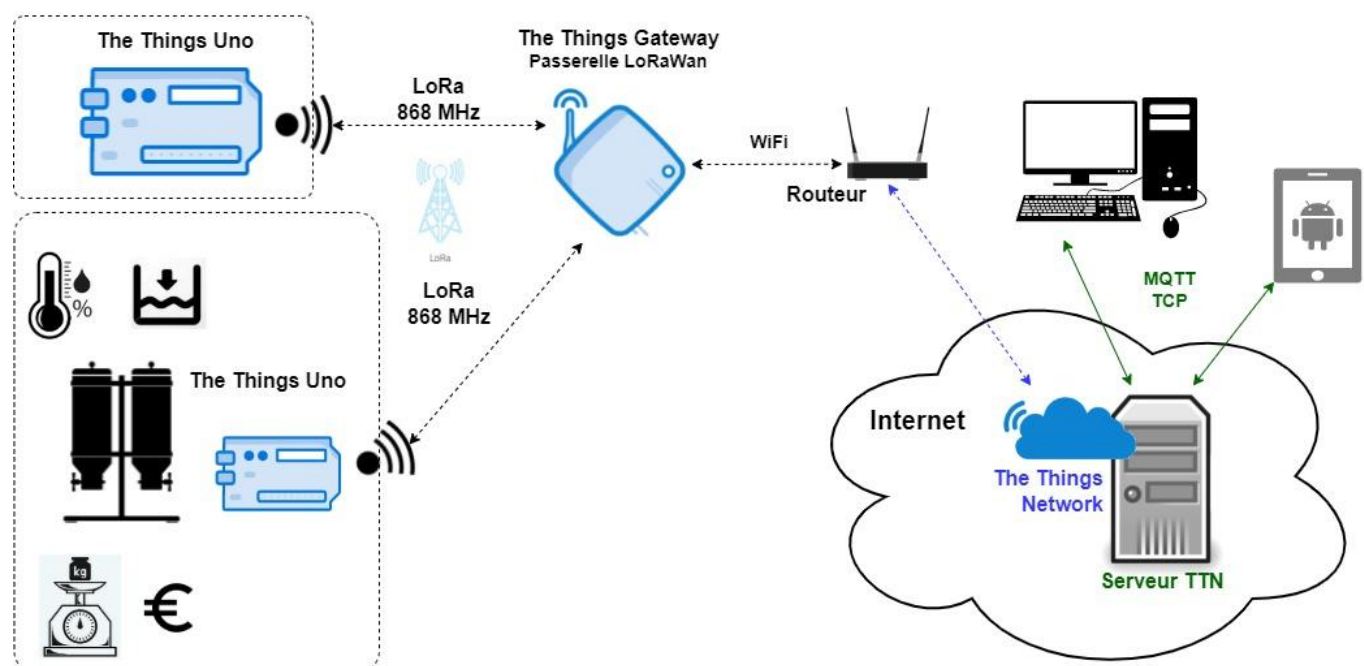 The Things Uno
LoRa
868 MHz
The Things Gateway
Passerelle LoRaWan
WiFi
Routeur
LoRa
LoRa
868 MHz
MQTT
TCP
%
The Things Uno
Internet
The Things
Network
Serveur TTN
kg
€